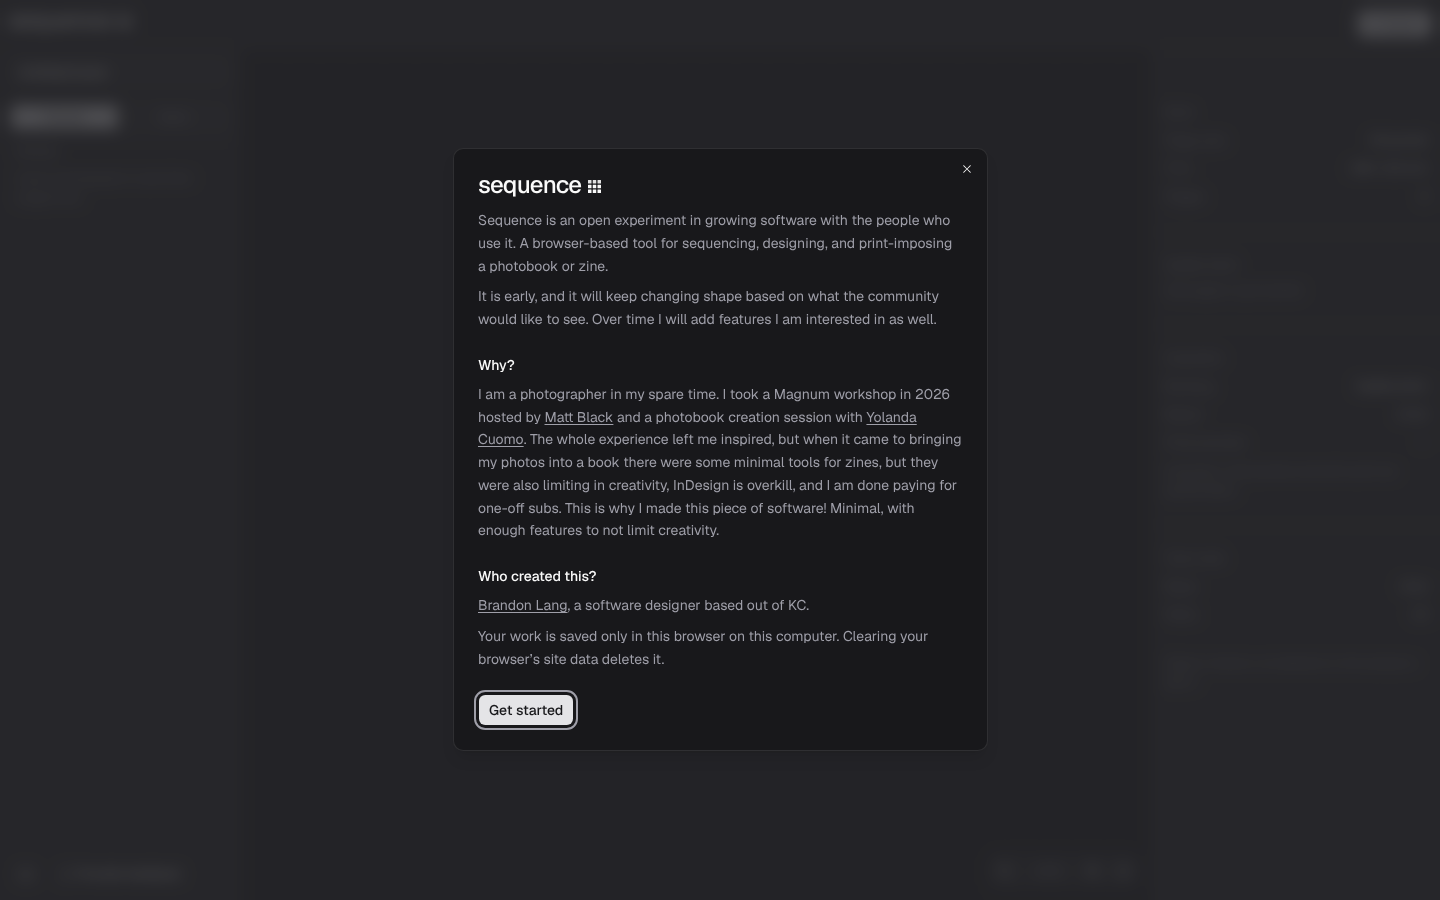 sequence
Sequence is an open experiment in growing software with the people who
use it. A browser-based tool for sequencing, designing, and print-imposing
a photobook or zine.
It is early, and it will keep changing shape based on what the community
would like to see. Over time I will add features I am interested in as well.
Why?
I am a photographer in my spare time. I took a Magnum workshop in 2026
hosted by Matt Black and a photobook creation session with Yolanda
Cuomo. The whole experience left me inspired, but when it came to bringing
my photos into a book there were some minimal tools for zines, but they
were also limiting in creativity, InDesign is overkill, and I am done paying for
one-off subs. This is why I made this piece of software! Minimal, with
enough features to not limit creativity.
Who created this?
Brandon Lang, a software designer based out of KC.
Your work is saved only in this browser on this computer. Clearing your
browser’s site data deletes it.
Get started